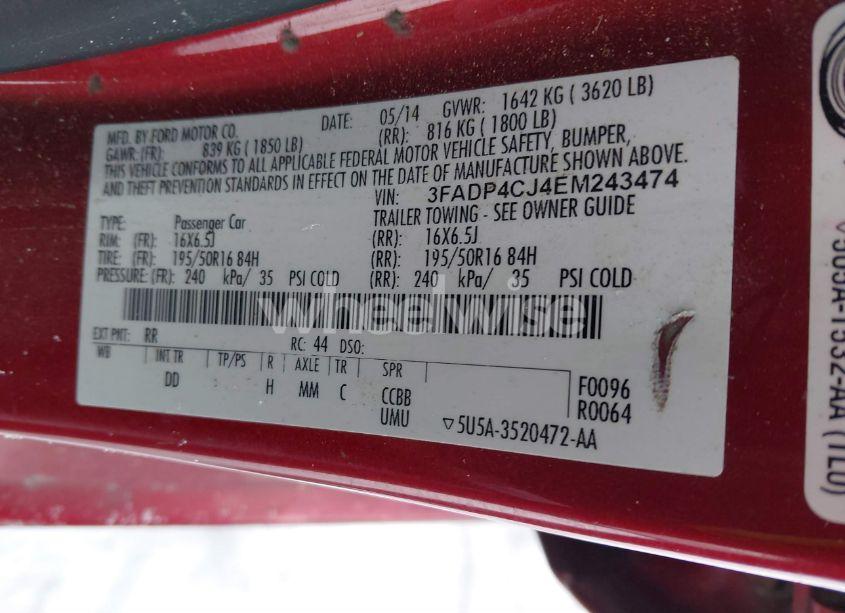 MFD. BY FORD MOTOR CO. DATE: 05/14 GVWR: 1642 KG ( 3620 LB)
GAWR: (FR): 839 KG ( 1850 LB) (RR): 816 KG ( 1800 LB)
THIS VEHICLE CONFORMS TO ALL APPLICABLE FEDERAL MOTOR VEHICLE SAFETY, BUMPER,
AND THEFT PREVENTION STANDARDS IN EFFECT ON THE DATE OF MANUFACTURE SHOWN ABOVE.
VIN: 3FADP4CJ4EM243474
TYPE: Passenger Car TRAILER TOWING - SEE OWNER GUIDE
RIM: (FR): 16X6.5J (RR): 16X6.5J
TIRE: (FR): 195/50R16 84H (RR): 195/50R16 84H
PRESSURE: (FR): 240 kPa/ 35 PSI COLD (RR): 240 kPa/ 35 PSI COLD
wheelwise
EXT PNT: RR RC: 44 DSO:
WB INT TR TP/PS R AXLE TR SPR
DD H MM C CCBB F0096
UMU ▽5U5A-3520472-AA R0064
1532-AA (TLO)